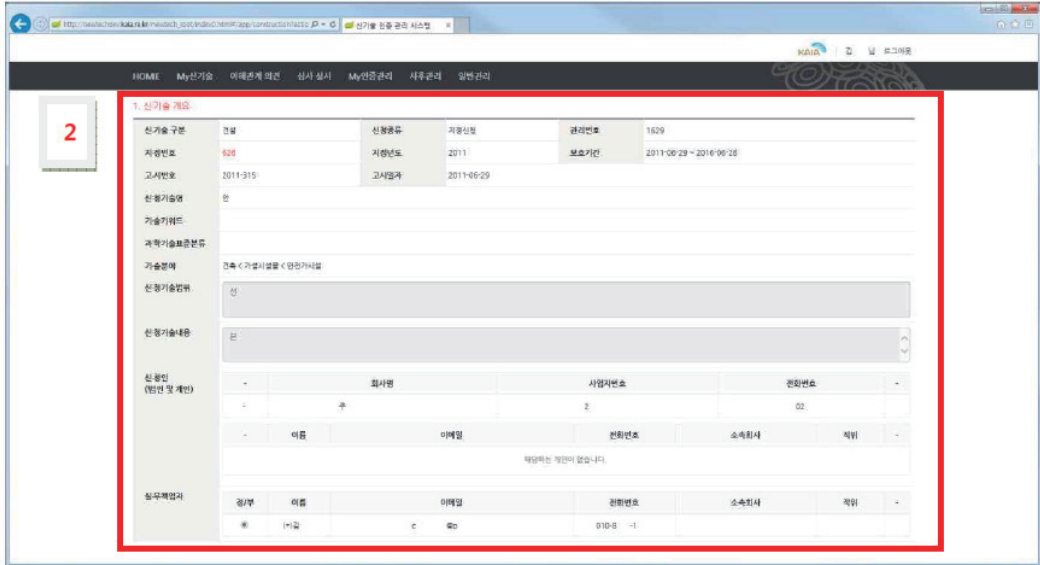 신기술 인증 관리 시스템
KAIA 김 님 로그아웃
HOME My신기술 이해관계 의견 심사 실시 My인증관리 사후관리 일반관리
2
1. 신기술 개요
신기술 구분 건설 신청종류 지정신청 관리번호 1629
지정번호 626 지정년도 2011 보호기간 2011-06-29 ~ 2016-06-28
고시번호 2011-315 고시일자 2011-06-29
신청기술명 안
기술키워드
과학기술표준분류
기술분야 건축 < 가설시설물 < 안전가시설
신청기술범위 선
신청기술내용 본
신청인
(법인 및 개인)
- 회사명 사업자번호 전화번호 -
- 주 2 02
- 이름 이메일 전화번호 소속회사 직위 -
해당하는 개인이 없습니다.
실무책임자
정/부 이름 이메일 전화번호 소속회사 직위 -
c 010-8 -1